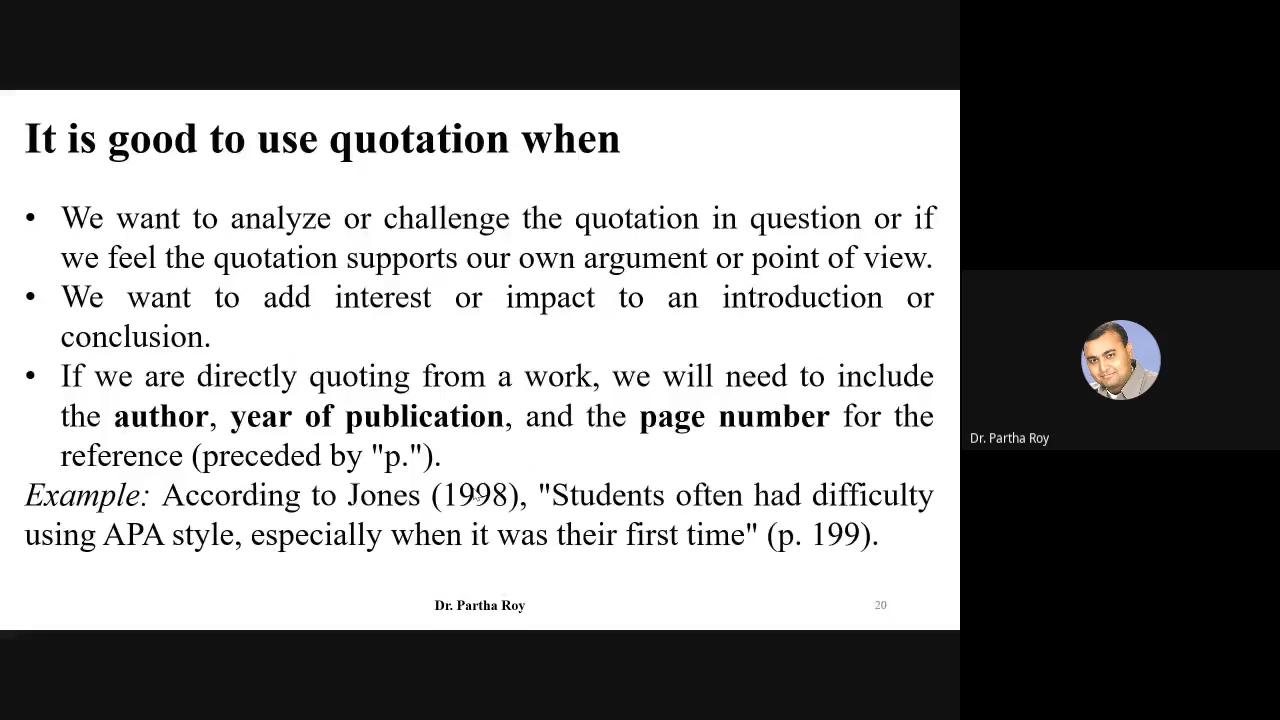 It is good to use quotation when
• We want to analyze or challenge the quotation in question or if
we feel the quotation supports our own argument or point of view.
• We want to add interest or impact to an introduction or
conclusion.
• If we are directly quoting from a work, we will need to include
the author, year of publication, and the page number for the
reference (preceded by "p.").
Example: According to Jones (1998), "Students often had difficulty
using APA style, especially when it was their first time" (p. 199).
Dr. Partha Roy
20
Dr. Partha Roy